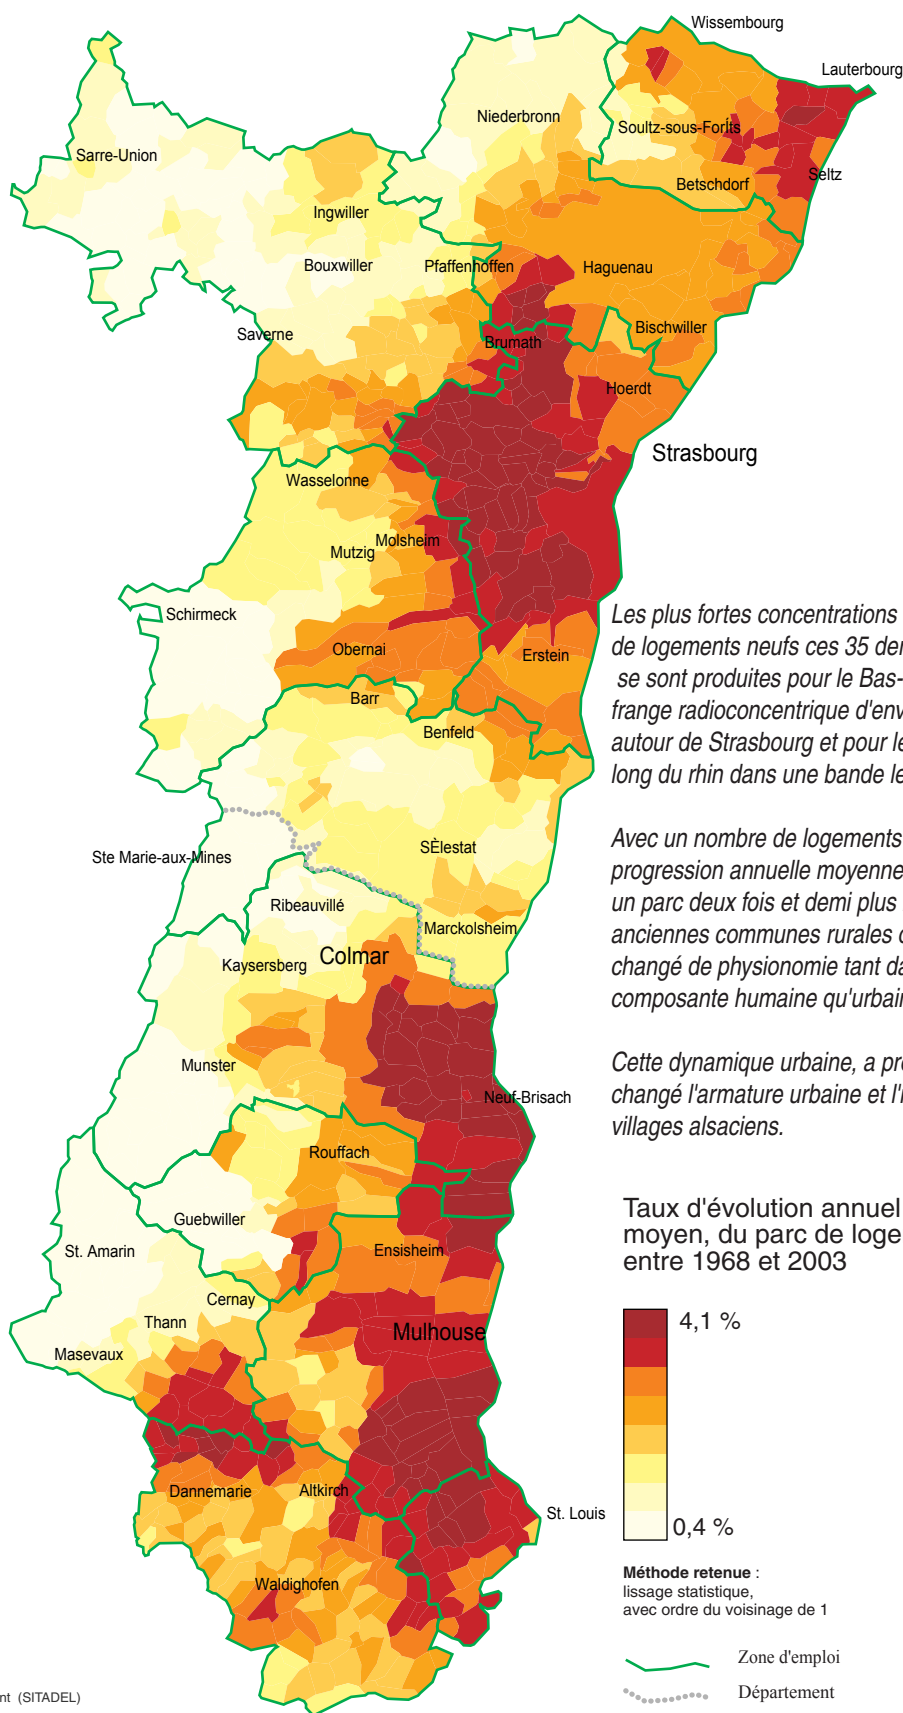 Wissembourg
Lauterbourg
Niederbronn
Soultz-sous-ForÍts
Sarre-Union
Seltz
Betschdorf
Ingwiller
Bouxwiller
Pfaffenhoffen
Haguenau
Saverne
Bischwiller
Brumath
Hoerdt
Strasbourg
Wasselonne
Molsheim
Mutzig
Schirmeck
Obernai
Erstein
Barr
Benfeld
SÈlestat
Ste Marie-aux-Mines
Ribeauvillé
Marckolsheim
Colmar
Kaysersberg
Munster
Neuf-Brisach
Rouffach
Guebwiller
St. Amarin
Ensisheim
Cernay
Thann
Mulhouse
Masevaux
Dannemarie
Altkirch
St. Louis
Waldighofen
Les plus fortes concentrations
de logements neufs ces 35 der
se sont produites pour le Bas-
frange radioconcentrique d'env
autour de Strasbourg et pour le
long du rhin dans une bande le
Avec un nombre de logements
progression annuelle moyenne
un parc deux fois et demi plus
anciennes communes rurales o
changé de physionomie tant da
composante humaine qu'urbain
Cette dynamique urbaine, a pro
changé l'armature urbaine et l'i
villages alsaciens.
Taux d'évolution annuel
moyen, du parc de loge
entre 1968 et 2003
4,1 %
0,4 %
Méthode retenue :
lissage statistique,
avec ordre du voisinage de 1
Zone d'emploi
Département
nt (SITADEL)